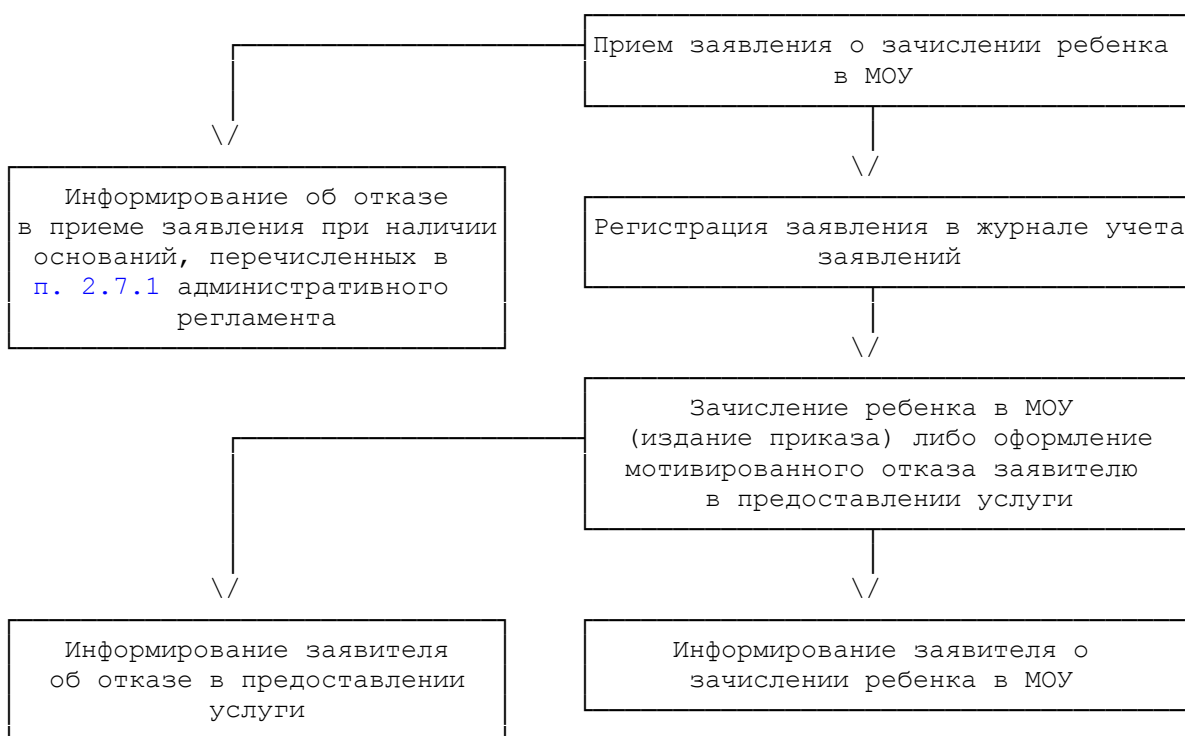 Прием заявления о зачислении ребенка
в МОУ
Информирование об отказе
в приеме заявления при наличии
оснований, перечисленных в
п. 2.7.1 административного
регламента
Регистрация заявления в журнале учета
заявлений
Зачисление ребенка в МОУ
(издание приказа) либо оформление
мотивированного отказа заявителю
в предоставлении услуги
Информирование заявителя
об отказе в предоставлении
услуги
Информирование заявителя о
зачислении ребенка в МОУ